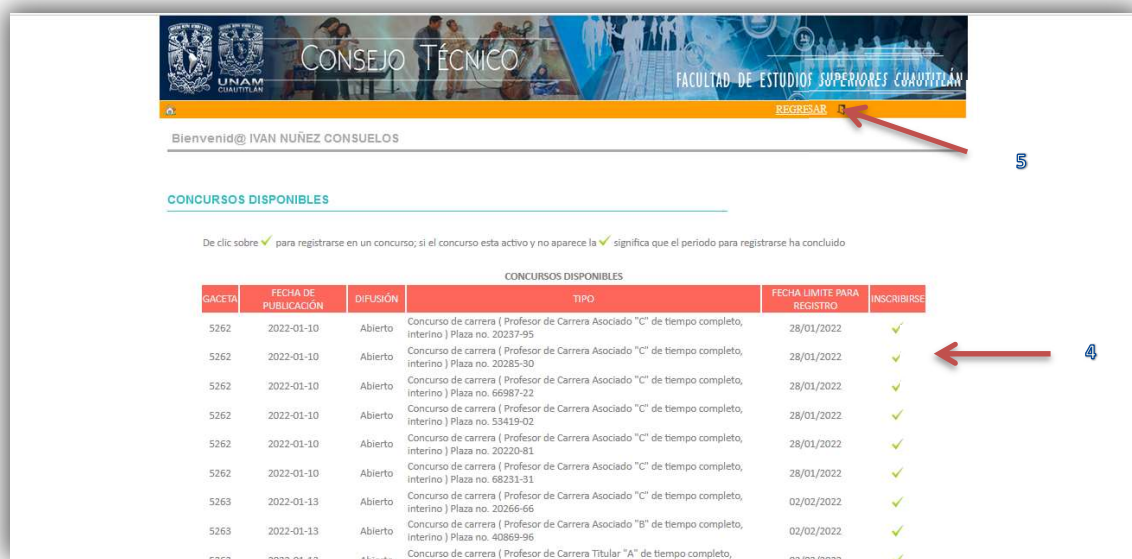 CONSEJO TÉCNICO
UNAM
CUAUTITLÁN
FACULTAD DE ESTUDIOS SUPERIORES CUAUTITLÁN
REGRESAR
Bienvenid@ IVAN NUÑEZ CONSUELOS
5
CONCURSOS DISPONIBLES
De clic sobre ✓ para registrarse en un concurso; si el concurso esta activo y no aparece la ✓ significa que el periodo para registrarse ha concluido
CONCURSOS DISPONIBLES
GACETA FECHA DE PUBLICACIÓN DIFUSIÓN TIPO FECHA LIMITE PARA REGISTRO INSCRIBIRSE
5262 2022-01-10 Abierto Concurso de carrera ( Profesor de Carrera Asociado "C" de tiempo completo, 28/01/2022 ✓
interino ) Plaza no. 20237-95
5262 2022-01-10 Abierto Concurso de carrera ( Profesor de Carrera Asociado "C" de tiempo completo, 28/01/2022 ✓
interino ) Plaza no. 20285-30
4
5262 2022-01-10 Abierto Concurso de carrera ( Profesor de Carrera Asociado "C" de tiempo completo, 28/01/2022 ✓
interino ) Plaza no. 66987-22
5262 2022-01-10 Abierto Concurso de carrera ( Profesor de Carrera Asociado "C" de tiempo completo, 28/01/2022 ✓
interino ) Plaza no. 53419-02
5262 2022-01-10 Abierto Concurso de carrera ( Profesor de Carrera Asociado "C" de tiempo completo, 28/01/2022 ✓
interino ) Plaza no. 20220-81
5262 2022-01-10 Abierto Concurso de carrera ( Profesor de Carrera Asociado "C" de tiempo completo, 28/01/2022 ✓
interino ) Plaza no. 68231-31
5263 2022-01-13 Abierto Concurso de carrera ( Profesor de Carrera Asociado "C" de tiempo completo, 02/02/2022 ✓
interino ) Plaza no. 20266-66
5263 2022-01-13 Abierto Concurso de carrera ( Profesor de Carrera Asociado "B" de tiempo completo, 02/02/2022 ✓
interino ) Plaza no. 40869-96
Concurso de carrera ( Profesor de Carrera Titular "A" de tiempo completo,